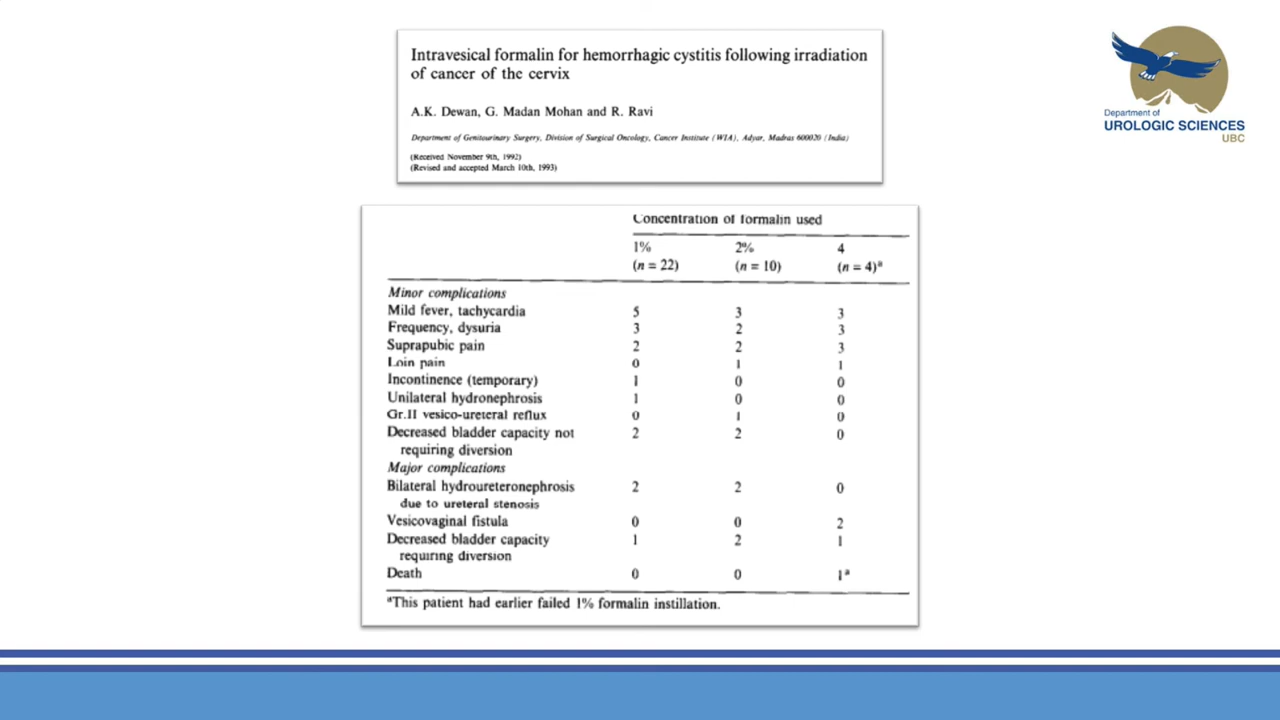 Intravesical formalin for hemorrhagic cystitis following irradiation
of cancer of the cervix
A.K. Dewan, G. Madan Mohan and R. Ravi
Department of Genitourinary Surgery, Division of Surgical Oncology, Cancer Institute (WIA), Adyar, Madras 600020 (India)
(Received November 9th, 1992)
(Revised and accepted March 10th, 1993)
Department of
UROLOGIC SCIENCES
UBC
Concentration of formalin used
1% 2% 4
(n = 22) (n = 10) (n = 4)ᵃ
Minor complications
Mild fever, tachycardia 5 3 3
Frequency, dysuria 3 2 3
Suprapubic pain 2 2 3
Loin pain 0 1 1
Incontinence (temporary) 1 0 0
Unilateral hydronephrosis 1 0 0
Gr.II vesico-ureteral reflux 0 1 0
Decreased bladder capacity not 2 2 0
requiring diversion
Major complications
Bilateral hydroureteronephrosis 2 2 0
due to ureteral stenosis
Vesicovaginal fistula 0 0 2
Decreased bladder capacity 1 2 1
requiring diversion
Death 0 0 1ᵃ
ᵃThis patient had earlier failed 1% formalin instillation.